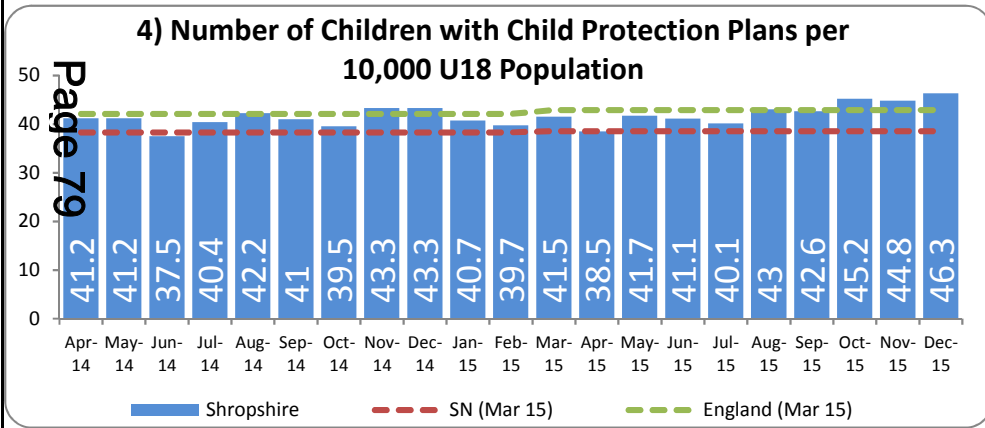 4) Number of Children with Child Protection Plans per
10,000 U18 Population
Page 79
50
40
30
20
10
0
41.2 41.2 37.5 40.4 42.2 41 39.5 43.3 43.3 40.7 39.7 41.5 38.5 41.7 41.1 40.1 43 42.6 45.2 44.8 46.3
Apr- May- Jun- Jul- Aug- Sep- Oct- Nov- Dec- Jan- Feb- Mar- Apr- May- Jun- Jul- Aug- Sep- Oct- Nov- Dec-
14 14 14 14 14 14 14 14 14 15 15 15 15 15 15 15 15 15 15 15 15
Shropshire SN (Mar 15) England (Mar 15)